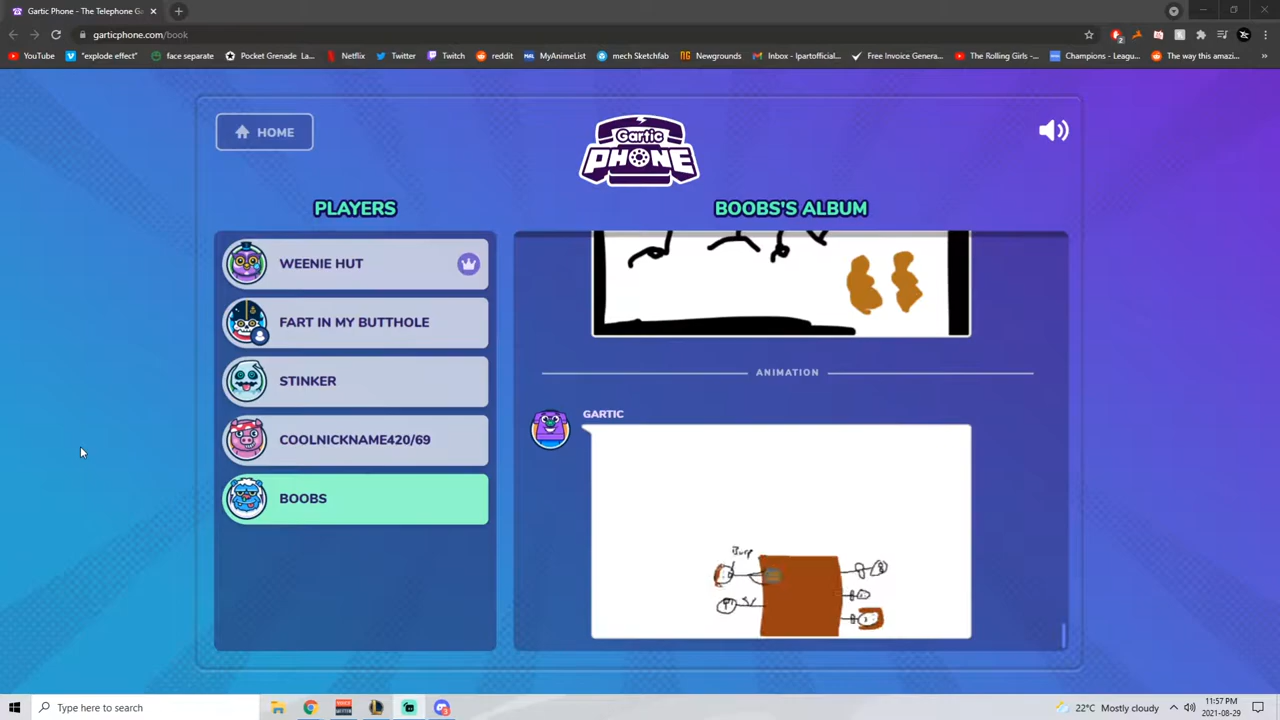 Gartic Phone - The Telephone G
garticphone.com/book
YouTube
"explode effect"
face separate
Pocket Grenade La...
Netflix
Twitter
Twitch
reddit
MyAnimeList
mech Sketchfab
Newgrounds
Inbox - lpartofficial...
Free Invoice Genera...
The Rolling Girls -...
Champions - Leagu...
The way this amazi...
HOME
Gartic
PHONE
PLAYERS
BOOBS'S ALBUM
WEENIE HUT
FART IN MY BUTTHOLE
STINKER
COOLNICKNAME420/69
BOOBS
ANIMATION
GARTIC
Burp
Type here to search
22°C Mostly cloudy
11:57 PM
2021-08-29